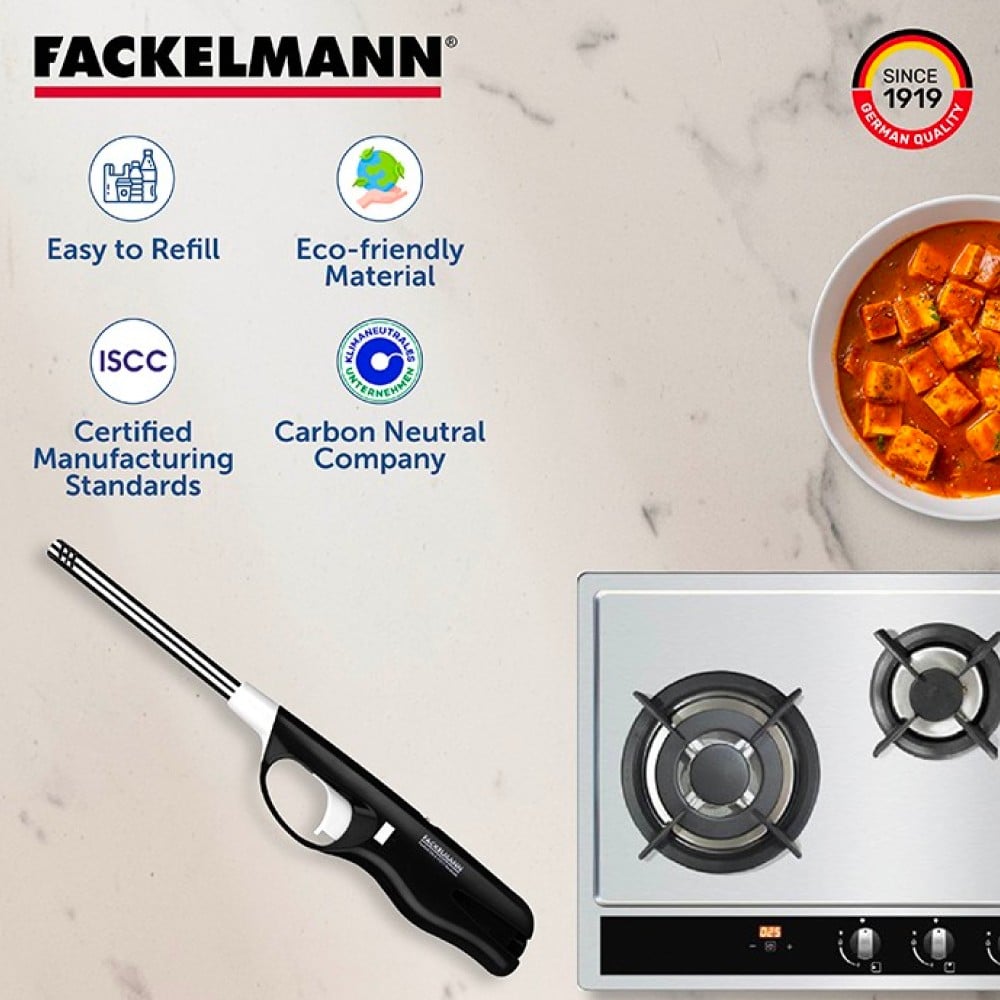 FACKELMANN®
SINCE
1919
GERMAN QUALITY
Easy to Refill
Eco-friendly
Material
ISCC
KLIMANEUTRALES
UNTERNEHMEN
Certified
Manufacturing
Standards
Carbon Neutral
Company
FACKELMANN
025